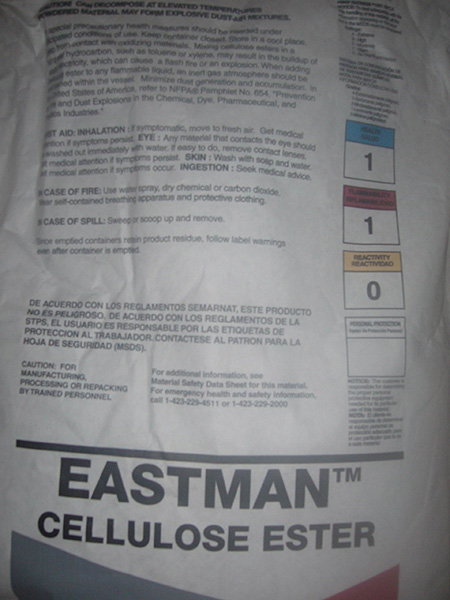 CAN DECOMPOSE AT ELEVATED TEMPERATURES
POWDERED MATERIAL MAY FORM EXPLOSIVE DUST-AIR MIXTURES.
special precautionary health measures should be needed under
conditions of use. Keep container closed. Store in a cool place.
contact with oxidizing materials. Mixing cellulose esters in a
hydrocarbon, such as toluene or xylene, may result in the buildup of
electricity, which can cause a flash fire or an explosion. When adding
ester to any flammable liquid, an inert gas atmosphere should be
within the vessel. Minimize dust generation and accumulation. In
United States of America, refer to NFPA® Pamphlet No. 654, "Prevention
and Dust Explosions in the Chemical, Dye, Pharmaceutical, and
Industries."
AID: INHALATION: If symptomatic, move to fresh air. Get medical
attention if symptoms persist. EYE: Any material that contacts the eye should
washed out immediately with water. If easy to do, remove contact lenses.
medical attention if symptoms persist. SKIN: Wash with soap and water.
medical attention if symptoms occur. INGESTION: Seek medical advice.
CASE OF FIRE: Use water spray, dry chemical or carbon dioxide.
self-contained breathing apparatus and protective clothing.
CASE OF SPILL: Sweep or scoop up and remove.
Since emptied containers retain product residue, follow label warnings
even after container is emptied.
HEALTH
1
FLAMMABILITY
1
REACTIVITY
REACTIVIDAD
0
PERSONAL PROTECTION
DE ACUERDO CON LOS REGLAMENTOS SEMARNAT, ESTE PRODUCTO
NO ES PELIGROSO. DE ACUERDO CON LOS REGLAMENTOS DE LA
STPS, EL USUARIO ES RESPONSABLE POR LAS ETIQUETAS DE
PROTECCION AL TRABAJADOR. CONTACTESE AL PATRON PARA LA
HOJA DE SEGURIDAD (MSDS).
CAUTION: FOR
MANUFACTURING,
PROCESSING OR REPACKING
BY TRAINED PERSONNEL
For additional information, see
Material Safety Data Sheet for this material.
For emergency health and safety information,
call 1-423-229-4511 or 1-423-229-2000
EASTMAN™
CELLULOSE ESTER